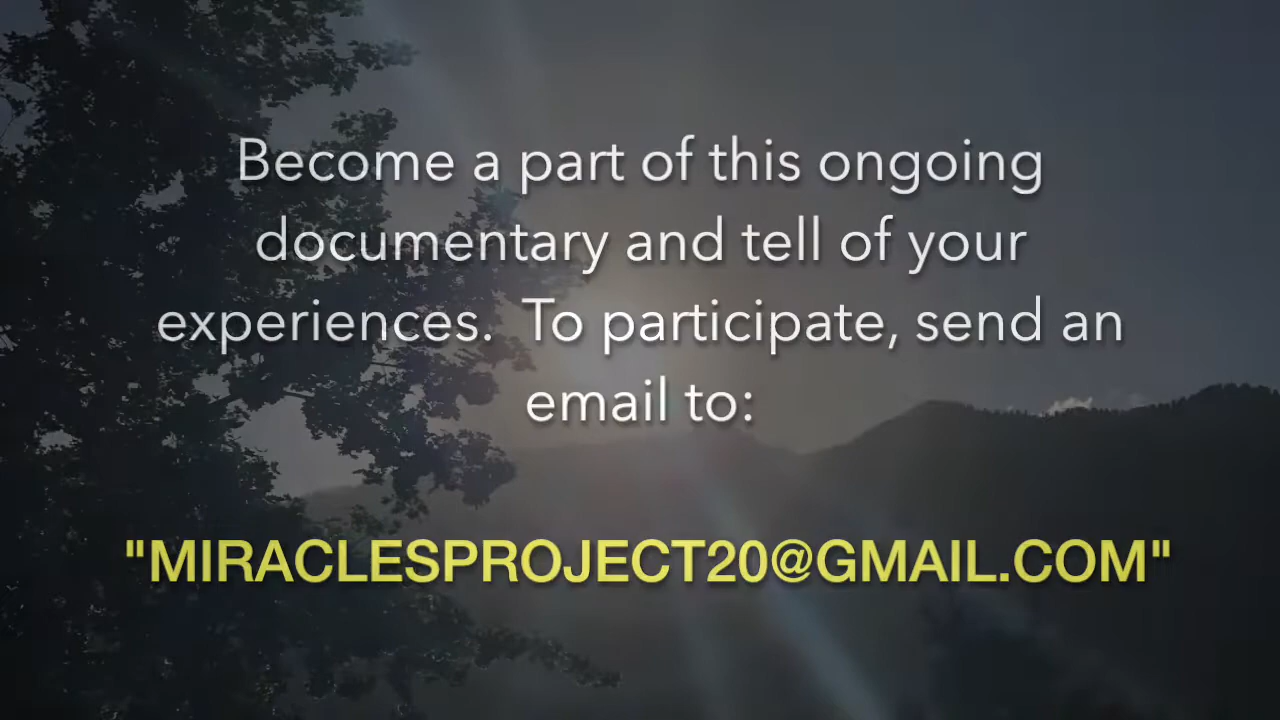 Become a part of this ongoing
documentary and tell of your
experiences.  To participate, send an
email to:
"MIRACLESPROJECT20@GMAIL.COM"